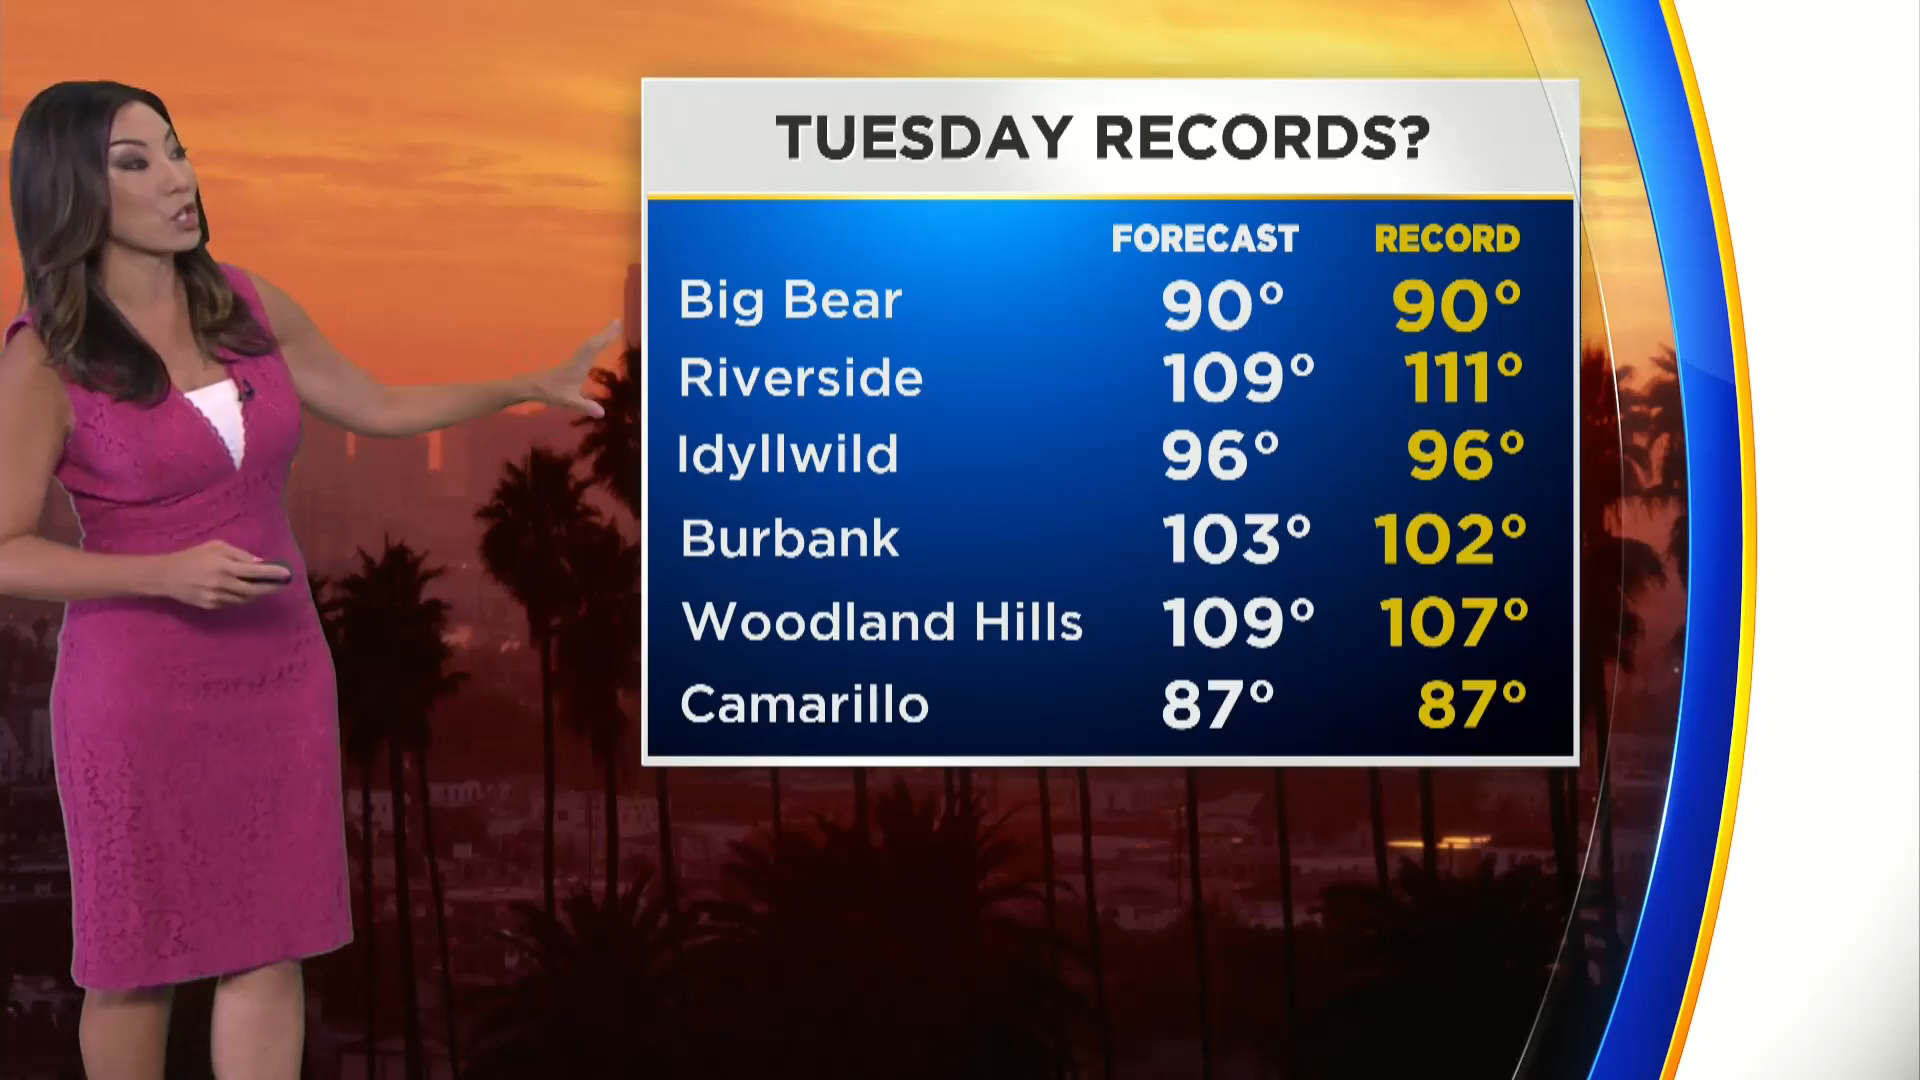 TUESDAY RECORDS?
FORECAST RECORD
Big Bear 90° 90°
Riverside 109° 111°
Idyllwild 96° 96°
Burbank 103° 102°
Woodland Hills 109° 107°
Camarillo 87° 87°